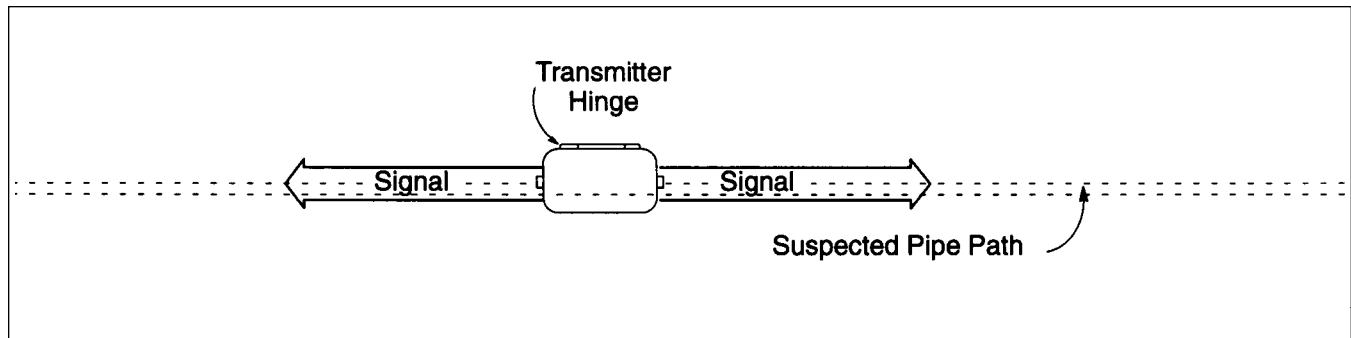 Transmitter
Hinge
Signal
Signal
Suspected Pipe Path